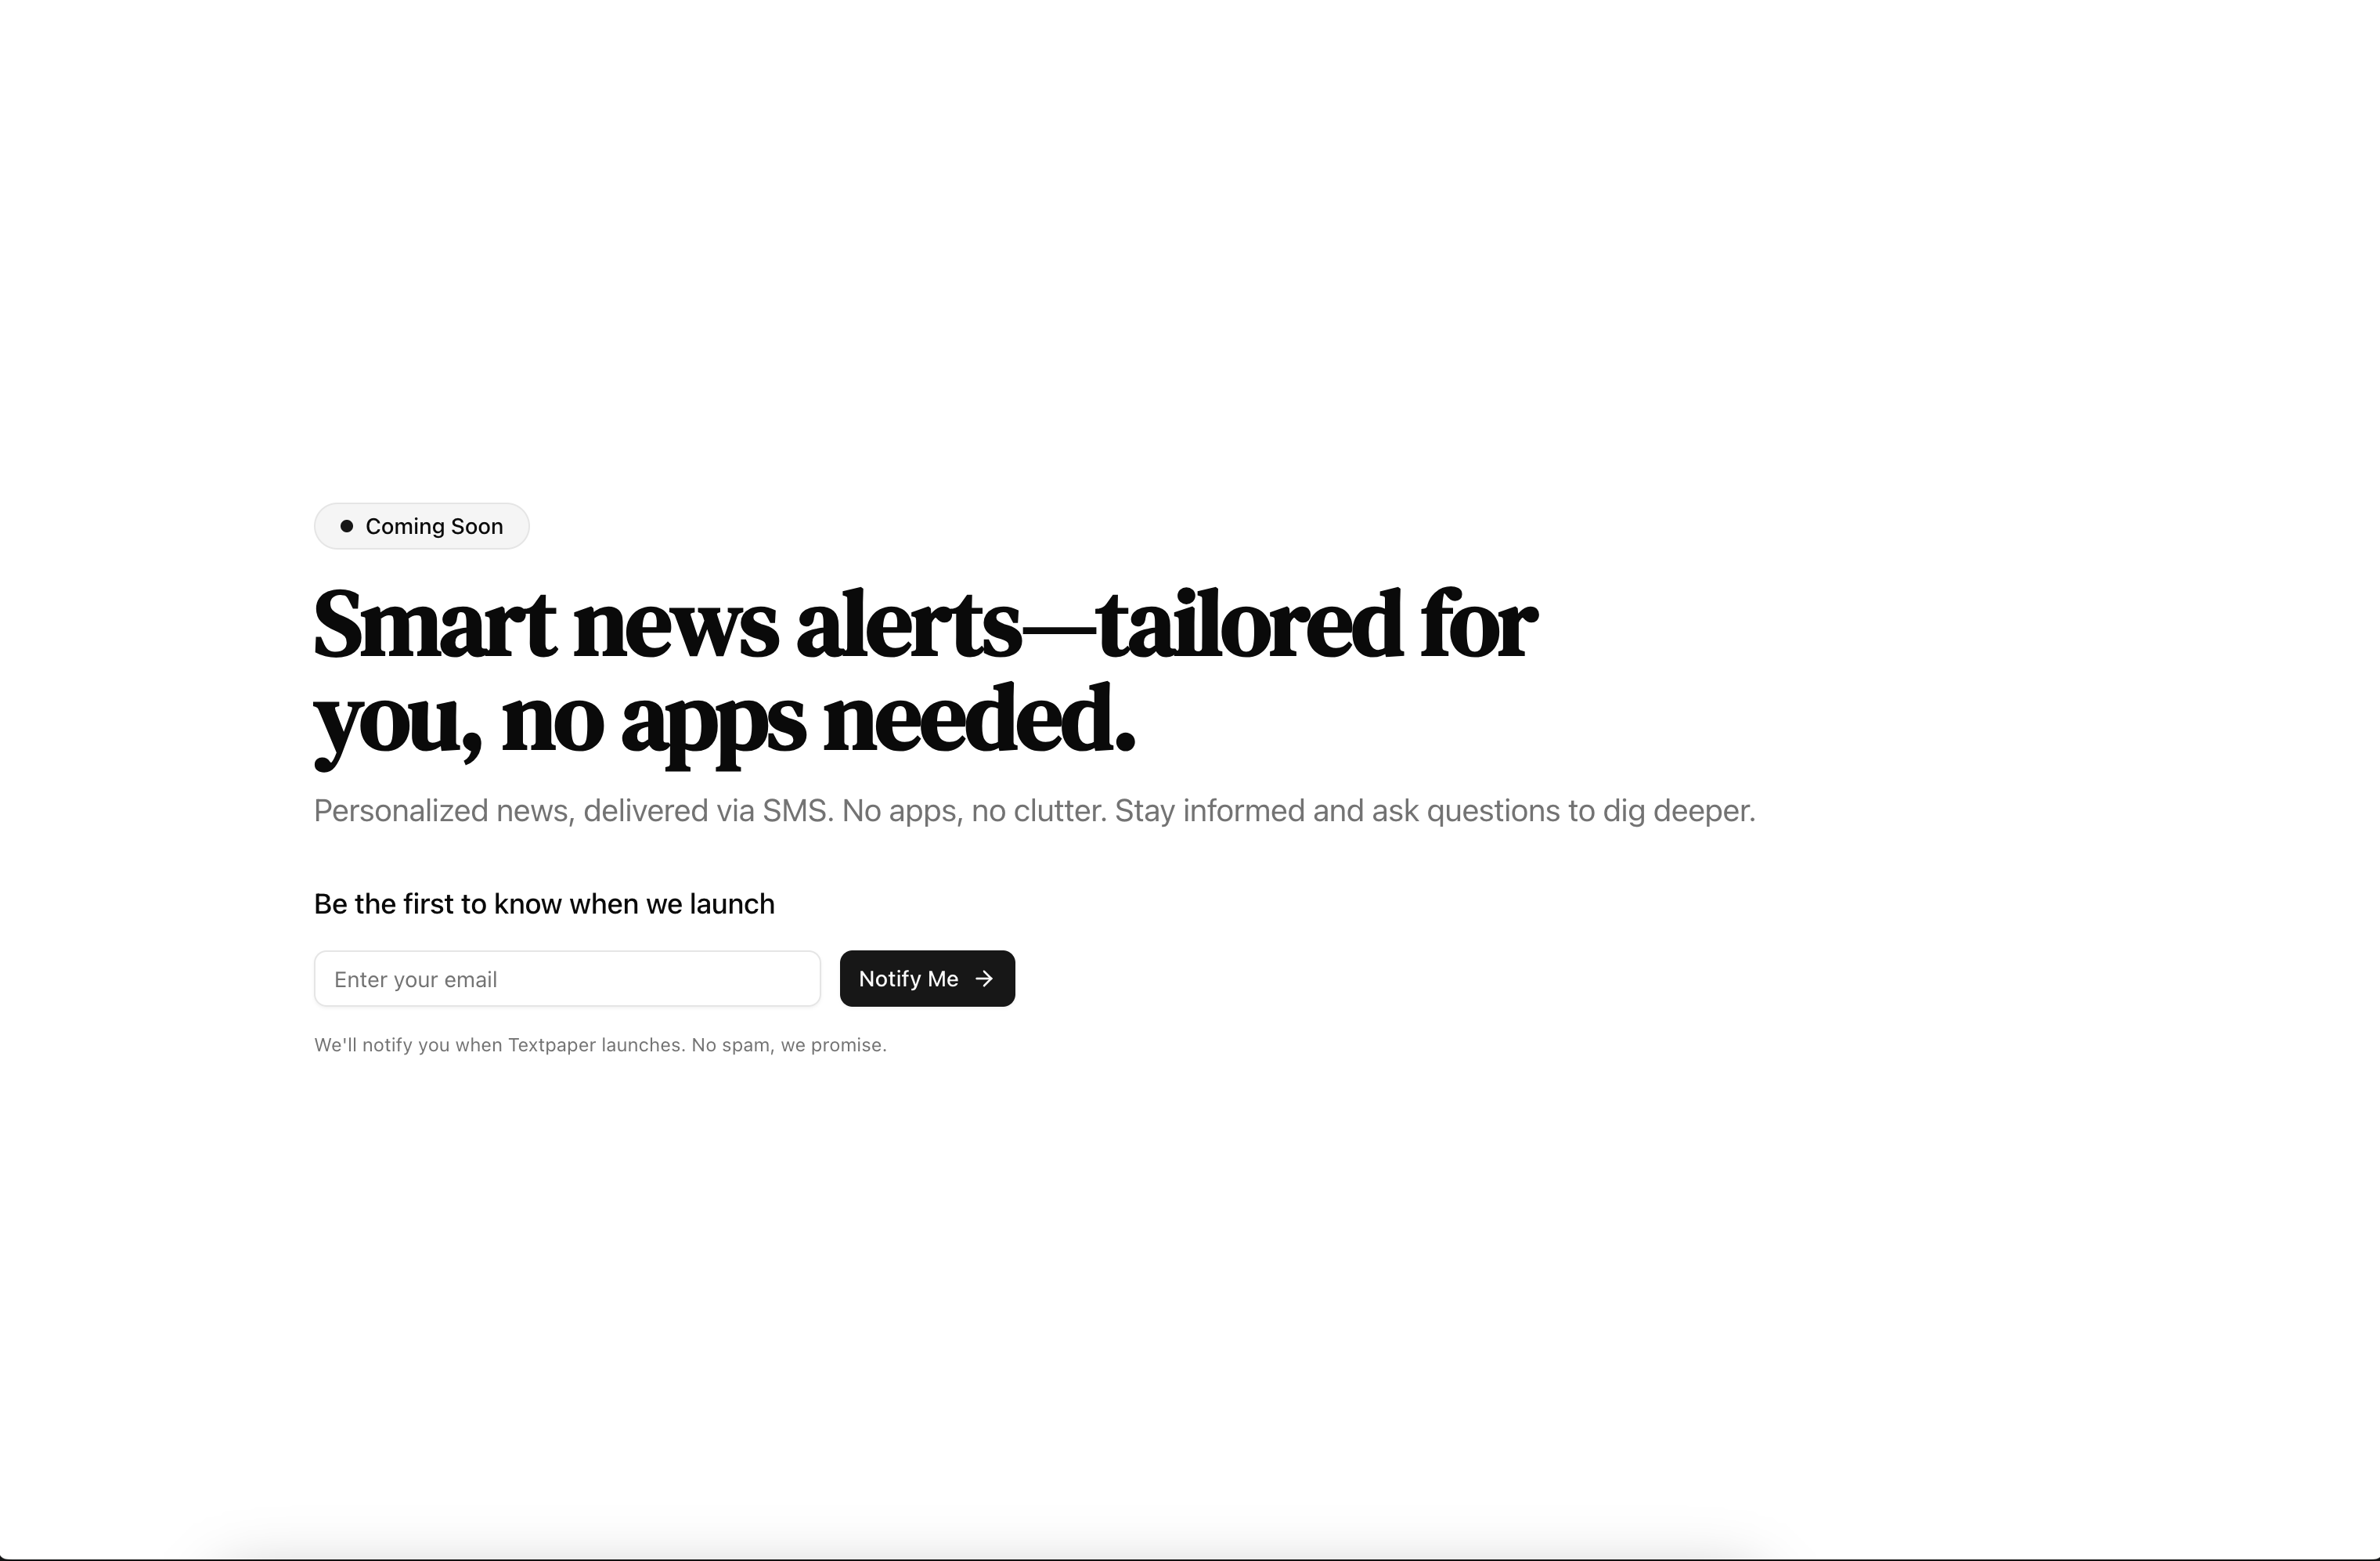 Coming Soon
Smart news alerts—tailored for
you, no apps needed.
Personalized news, delivered via SMS. No apps, no clutter. Stay informed and ask questions to dig deeper.
Be the first to know when we launch
Enter your email
Notify Me →
We'll notify you when Textpaper launches. No spam, we promise.